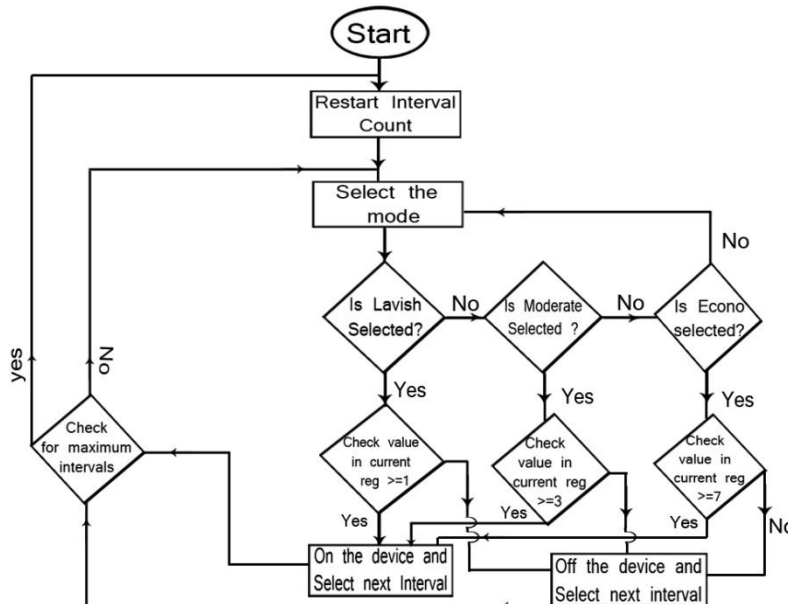 Start
Restart Interval
Count
Select the
mode
No
Is Lavish
Selected?
No
Is Moderate
Selected ?
No
Is Econo
selected?
yes
No
Yes
Yes
Yes
Check
for maximum
intervals
Check value
in current
reg >=1
Check
value in
current reg
>=3
Check
value in
current reg
>=7
Yes
Yes
Yes
No
On the device and
Select next Interval
Off the device and
Select next interval